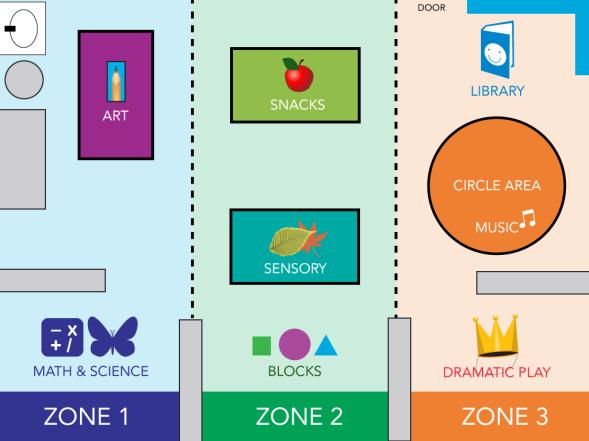 DOOR
ART
SNACKS
LIBRARY
CIRCLE AREA
MUSIC
SENSORY
− x
+ /
MATH & SCIENCE
BLOCKS
DRAMATIC PLAY
ZONE 1
ZONE 2
ZONE 3